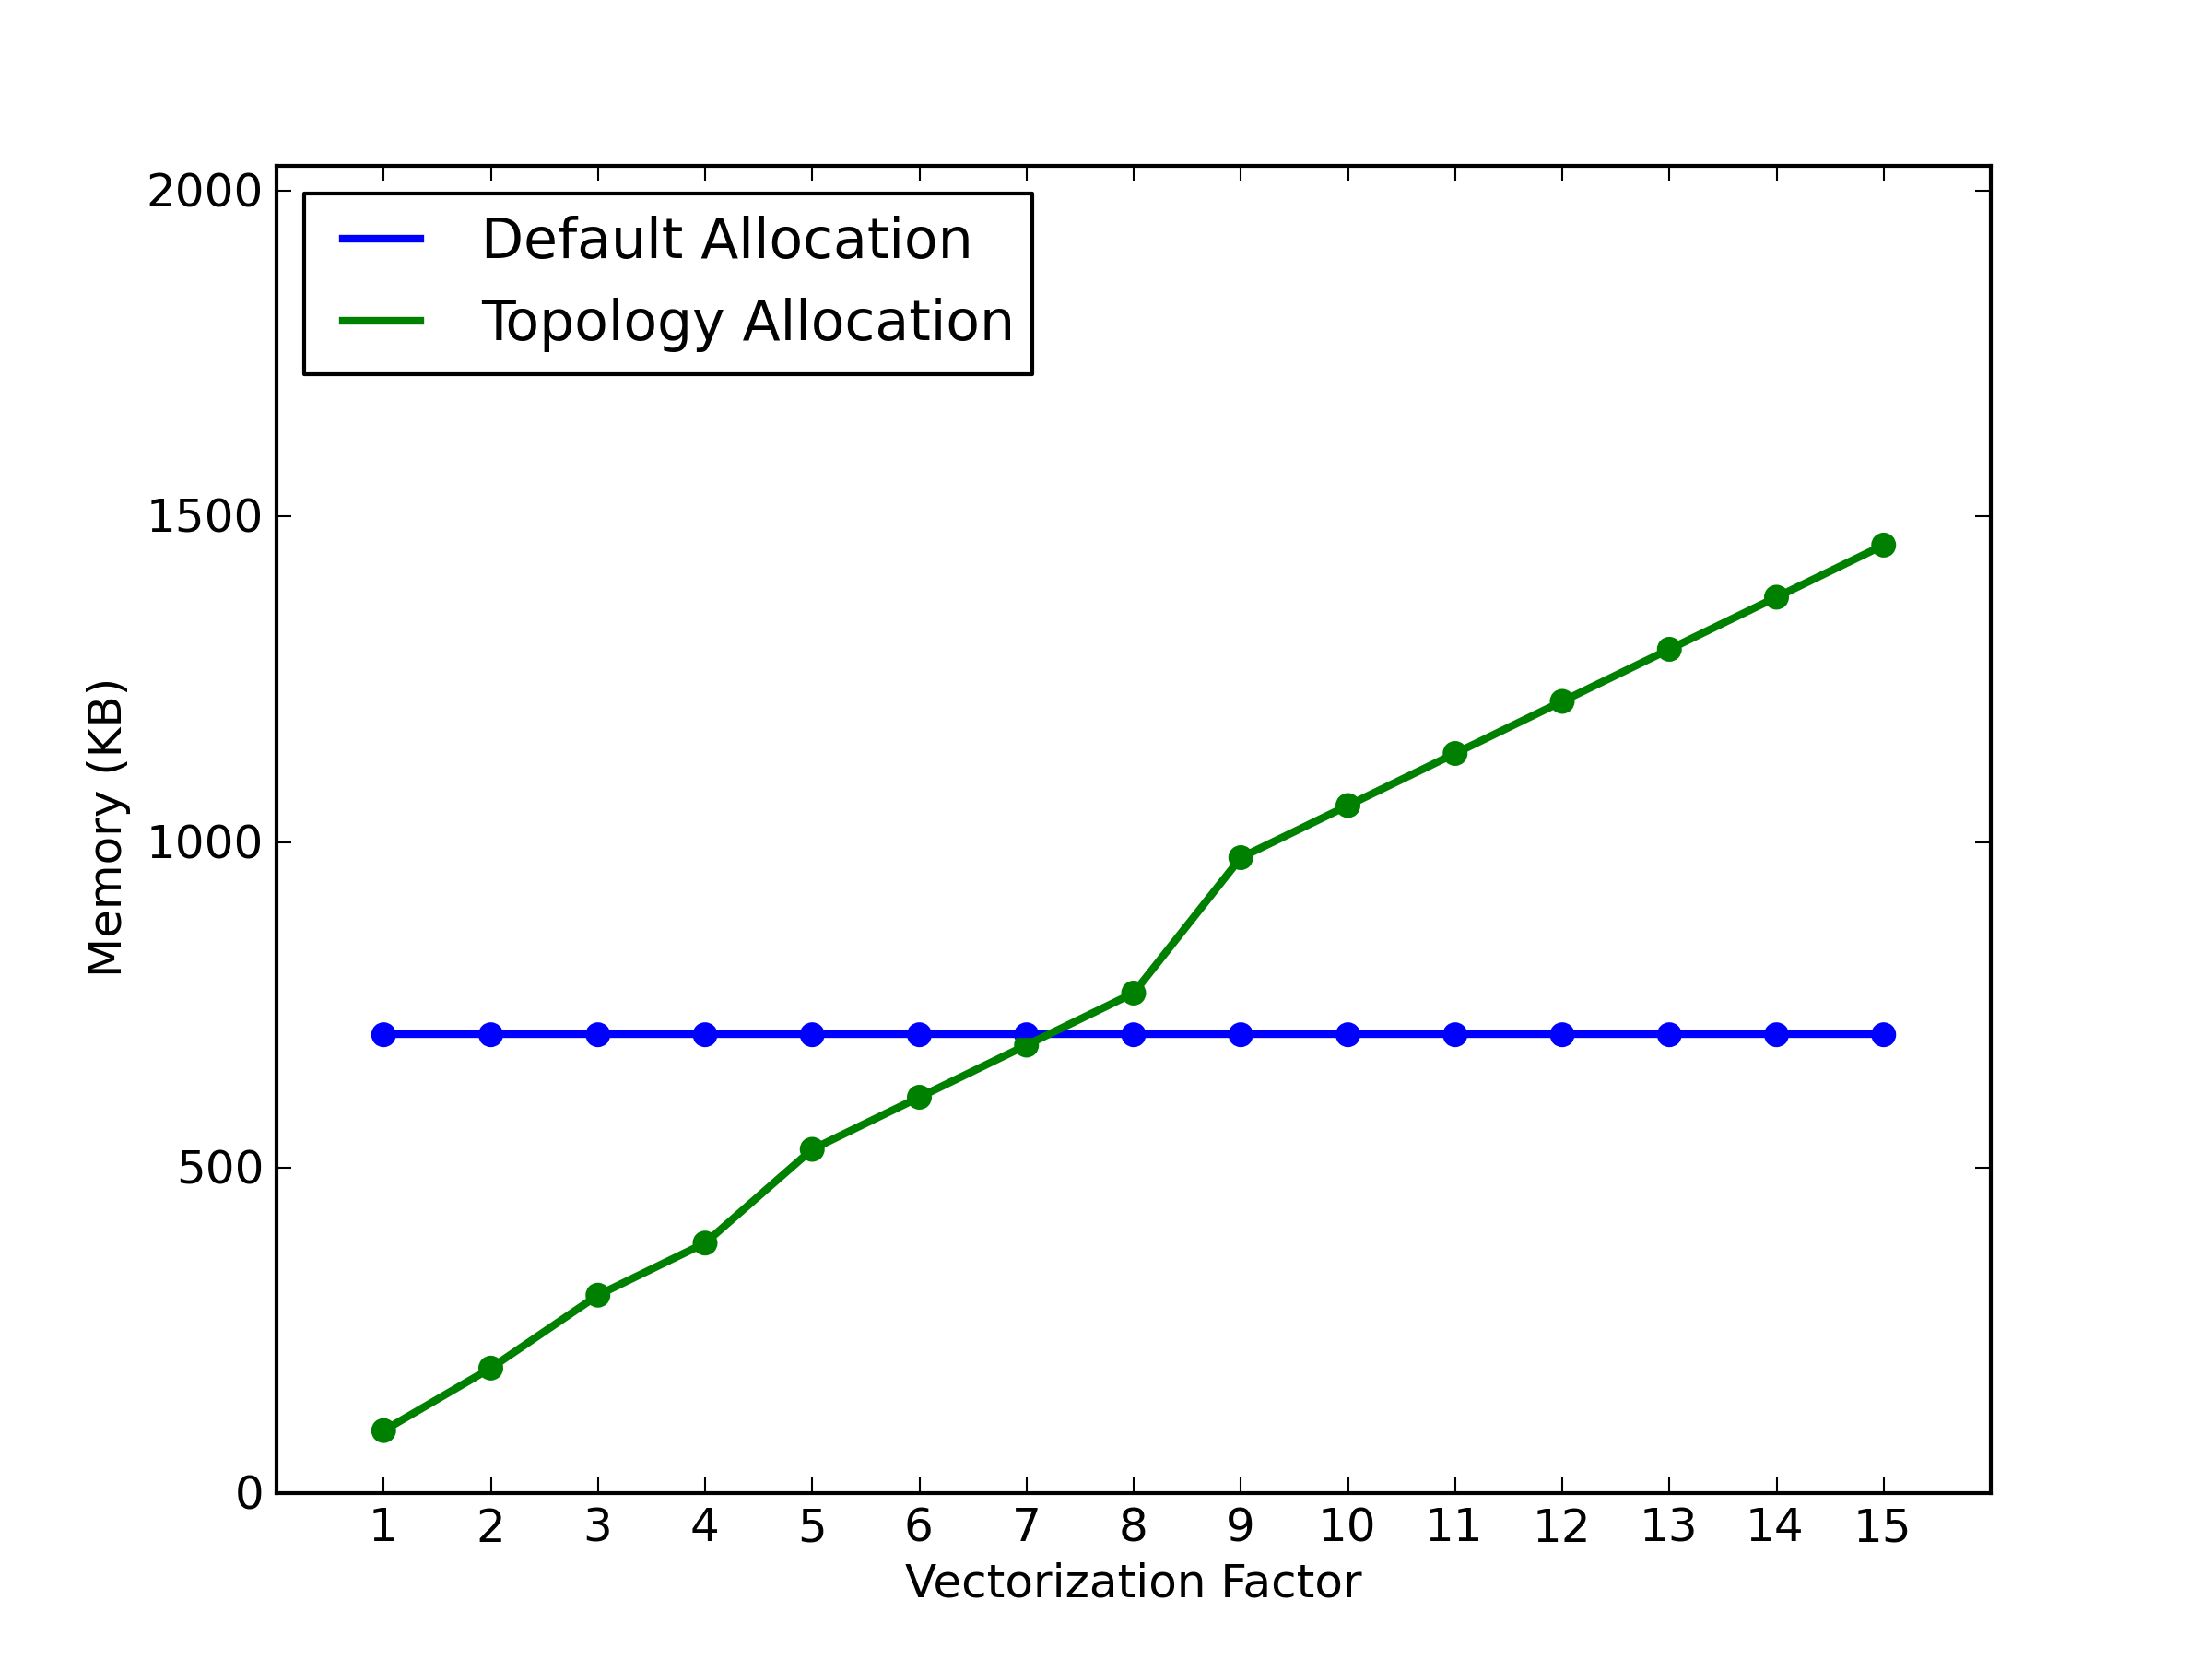 2000
1500
1000
500
0
Memory (KB)
Default Allocation
Topology Allocation
1 2 3 4 5 6 7 8 9 10 11 12 13 14 15
Vectorization Factor